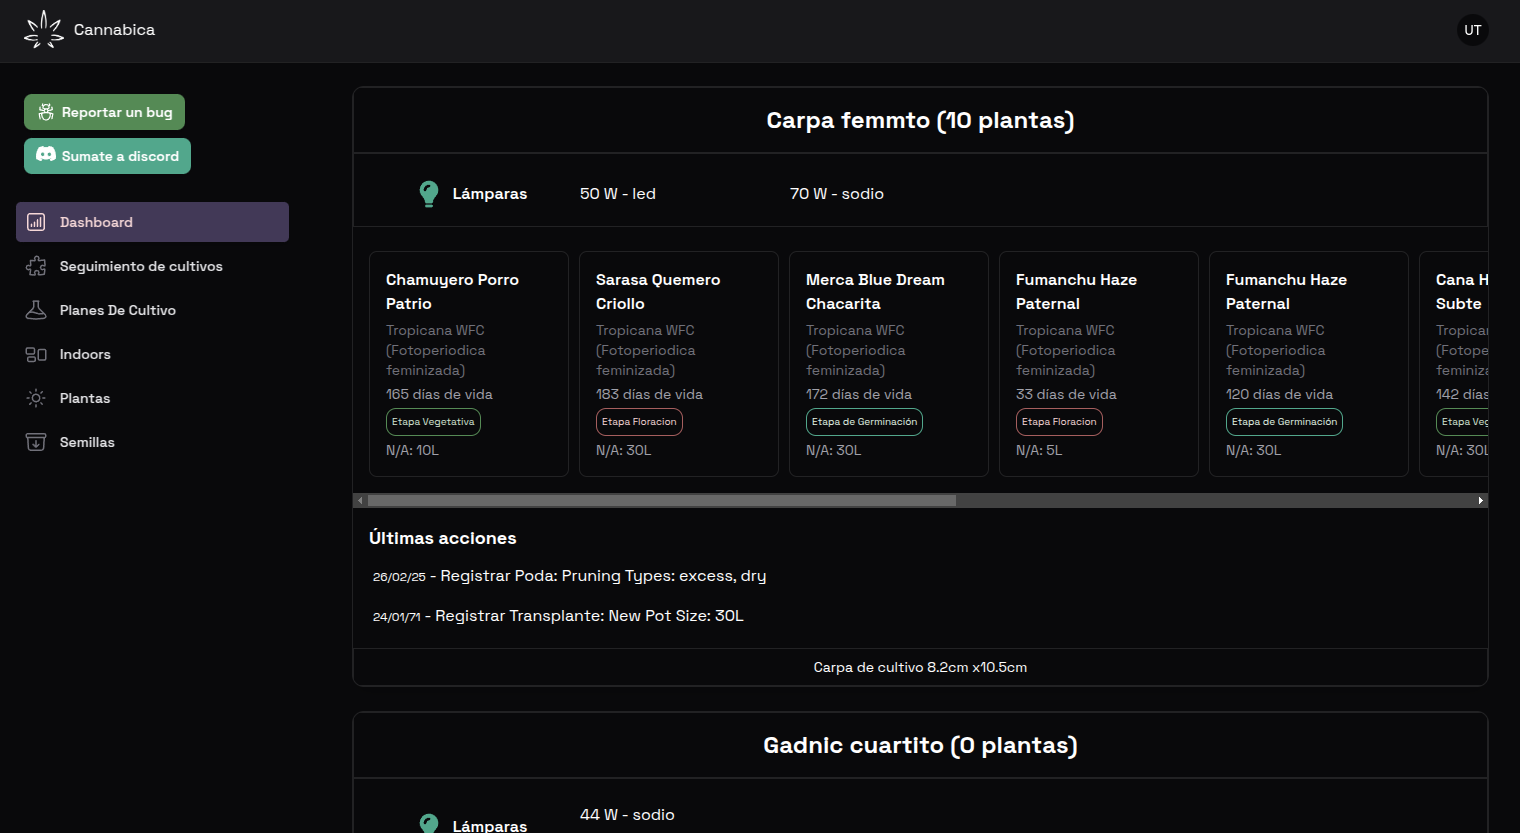 Cannabica
UT
Reportar un bug
Sumate a discord
Dashboard
Seguimiento de cultivos
Planes De Cultivo
Indoors
Plantas
Semillas
Carpa femmto (10 plantas)
Lámparas
50 W - led
70 W - sodio
Chamuyero Porro
Patrio
Tropicana WFC
(Fotoperiodica
feminizada)
165 días de vida
Etapa Vegetativa
N/A: 10L
Sarasa Quemero
Criollo
Tropicana WFC
(Fotoperiodica
feminizada)
183 días de vida
Etapa Floracion
N/A: 30L
Merca Blue Dream
Chacarita
Tropicana WFC
(Fotoperiodica
feminizada)
172 días de vida
Etapa de Germinación
N/A: 30L
Fumanchu Haze
Paternal
Tropicana WFC
(Fotoperiodica
feminizada)
33 días de vida
Etapa Floracion
N/A: 5L
Fumanchu Haze
Paternal
Tropicana WFC
(Fotoperiodica
feminizada)
120 días de vida
Etapa de Germinación
N/A: 30L
Cana H
Subte
Tropica
(Fotope
feminiza
142 días
Etapa Veg
N/A: 30L
Últimas acciones
26/02/25 - Registrar Poda: Pruning Types: excess, dry
24/01/71 - Registrar Transplante: New Pot Size: 30L
Carpa de cultivo 8.2cm x10.5cm
Gadnic cuartito (0 plantas)
Lámparas
44 W - sodio